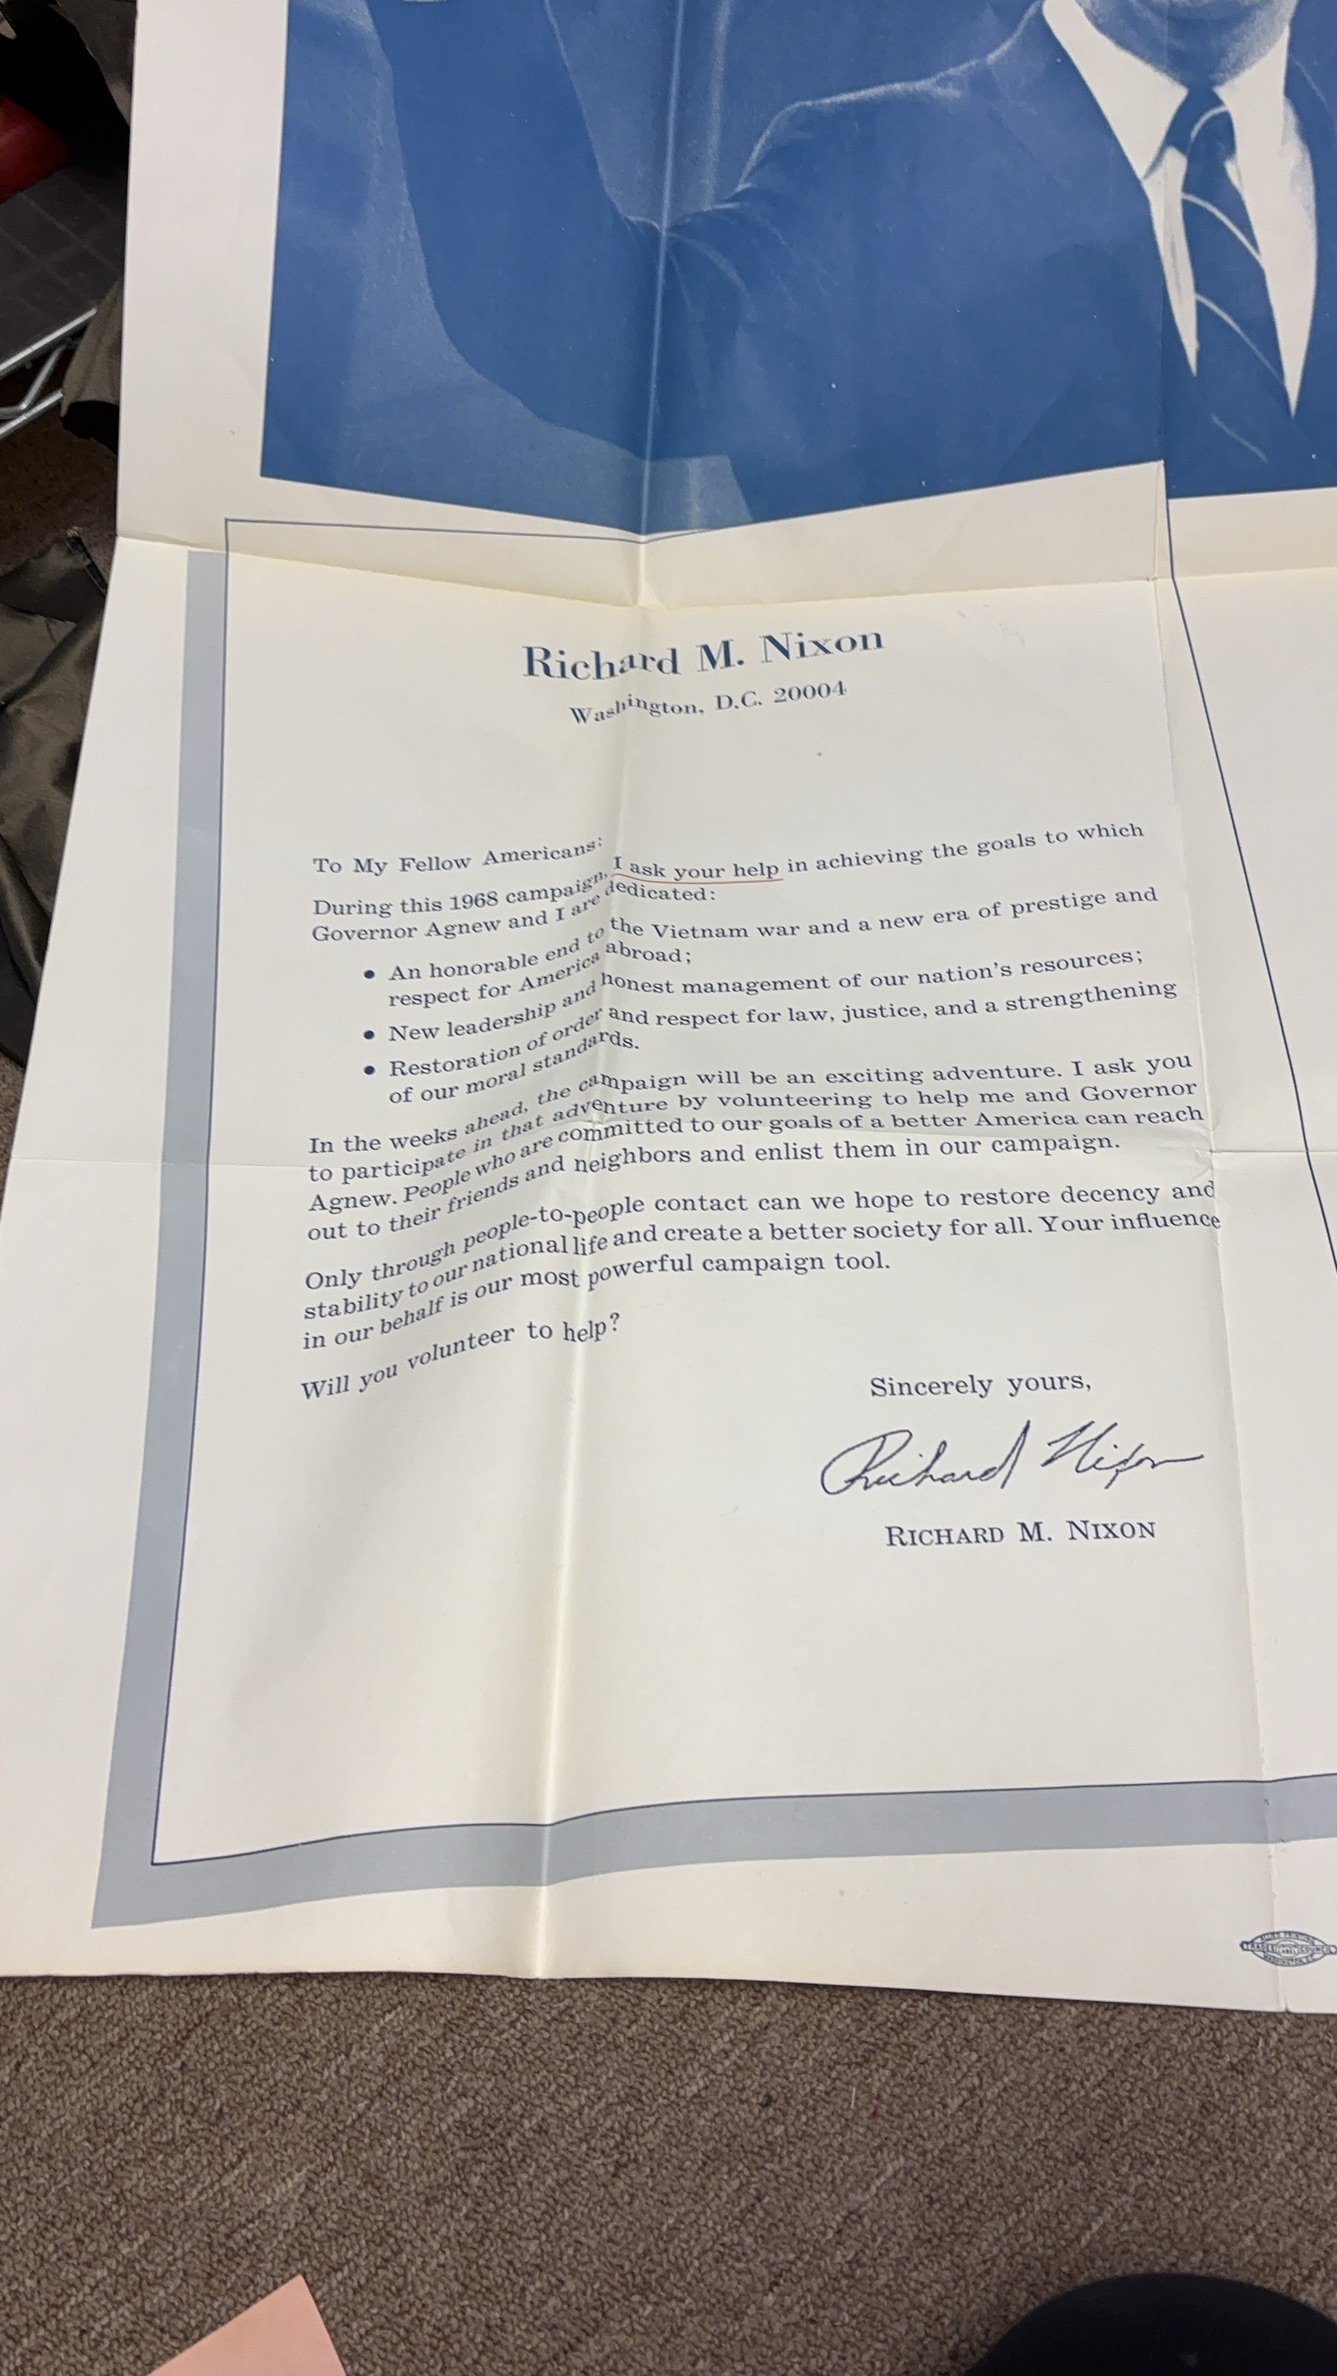 Richard M. Nixon
Washington, D.C. 20004
To My Fellow Americans:
During this 1968 campaign, I ask your help in achieving the goals to which
Governor Agnew and I are dedicated:
• An honorable end to the Vietnam war and a new era of prestige and
respect for America abroad;
• New leadership and honest management of our nation's resources;
• Restoration of order and respect for law, justice, and a strengthening
of our moral standards.
In the weeks ahead, the campaign will be an exciting adventure. I ask you
to participate in that adventure by volunteering to help me and Governor
Agnew. People who are committed to our goals of a better America can reach
out to their friends and neighbors and enlist them in our campaign.
Only through people-to-people contact can we hope to restore decency and
stability to our national life and create a better society for all. Your influence
in our behalf is our most powerful campaign tool.
Will you volunteer to help?
Sincerely yours,
Richard Nixon
RICHARD M. NIXON
TRADES COUNCIL